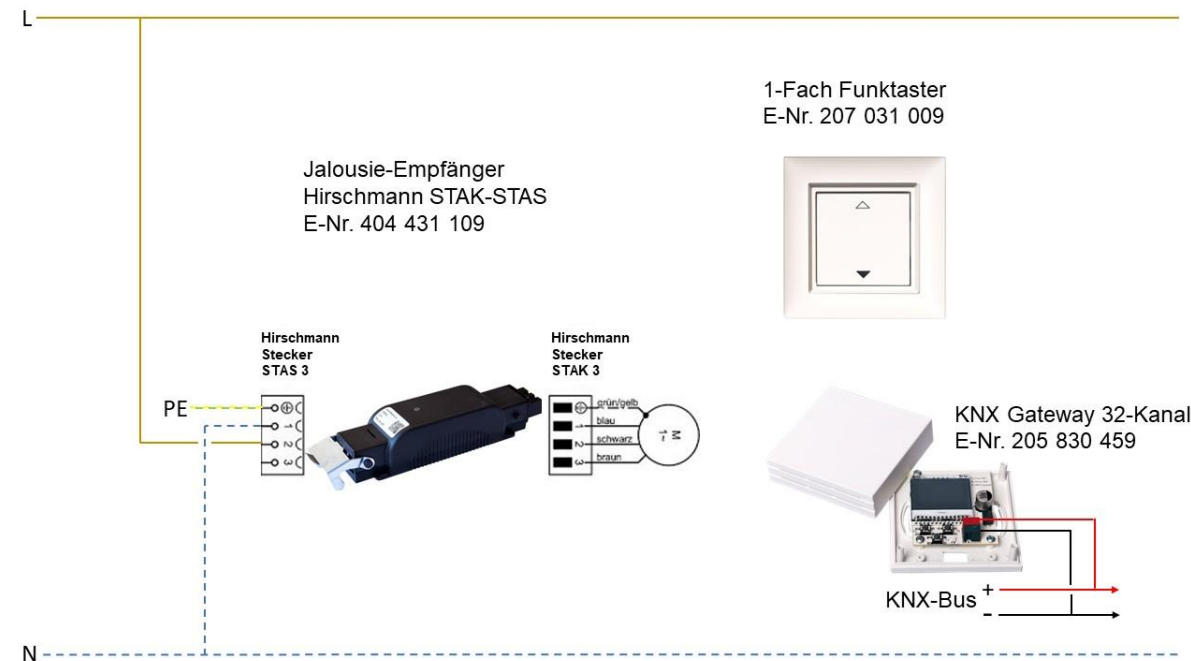 L
1-Fach Funktaster
E-Nr. 207 031 009
Jalousie-Empfänger
Hirschmann STAK-STAS
E-Nr. 404 431 109
Hirschmann
Stecker
STAS 3
Hirschmann
Stecker
STAK 3
PE
1
2
3
grün/gelb
1 blau
2 schwarz
3 braun
M
1~
KNX Gateway 32-Kanal
E-Nr. 205 830 459
KNX-Bus +
-
N